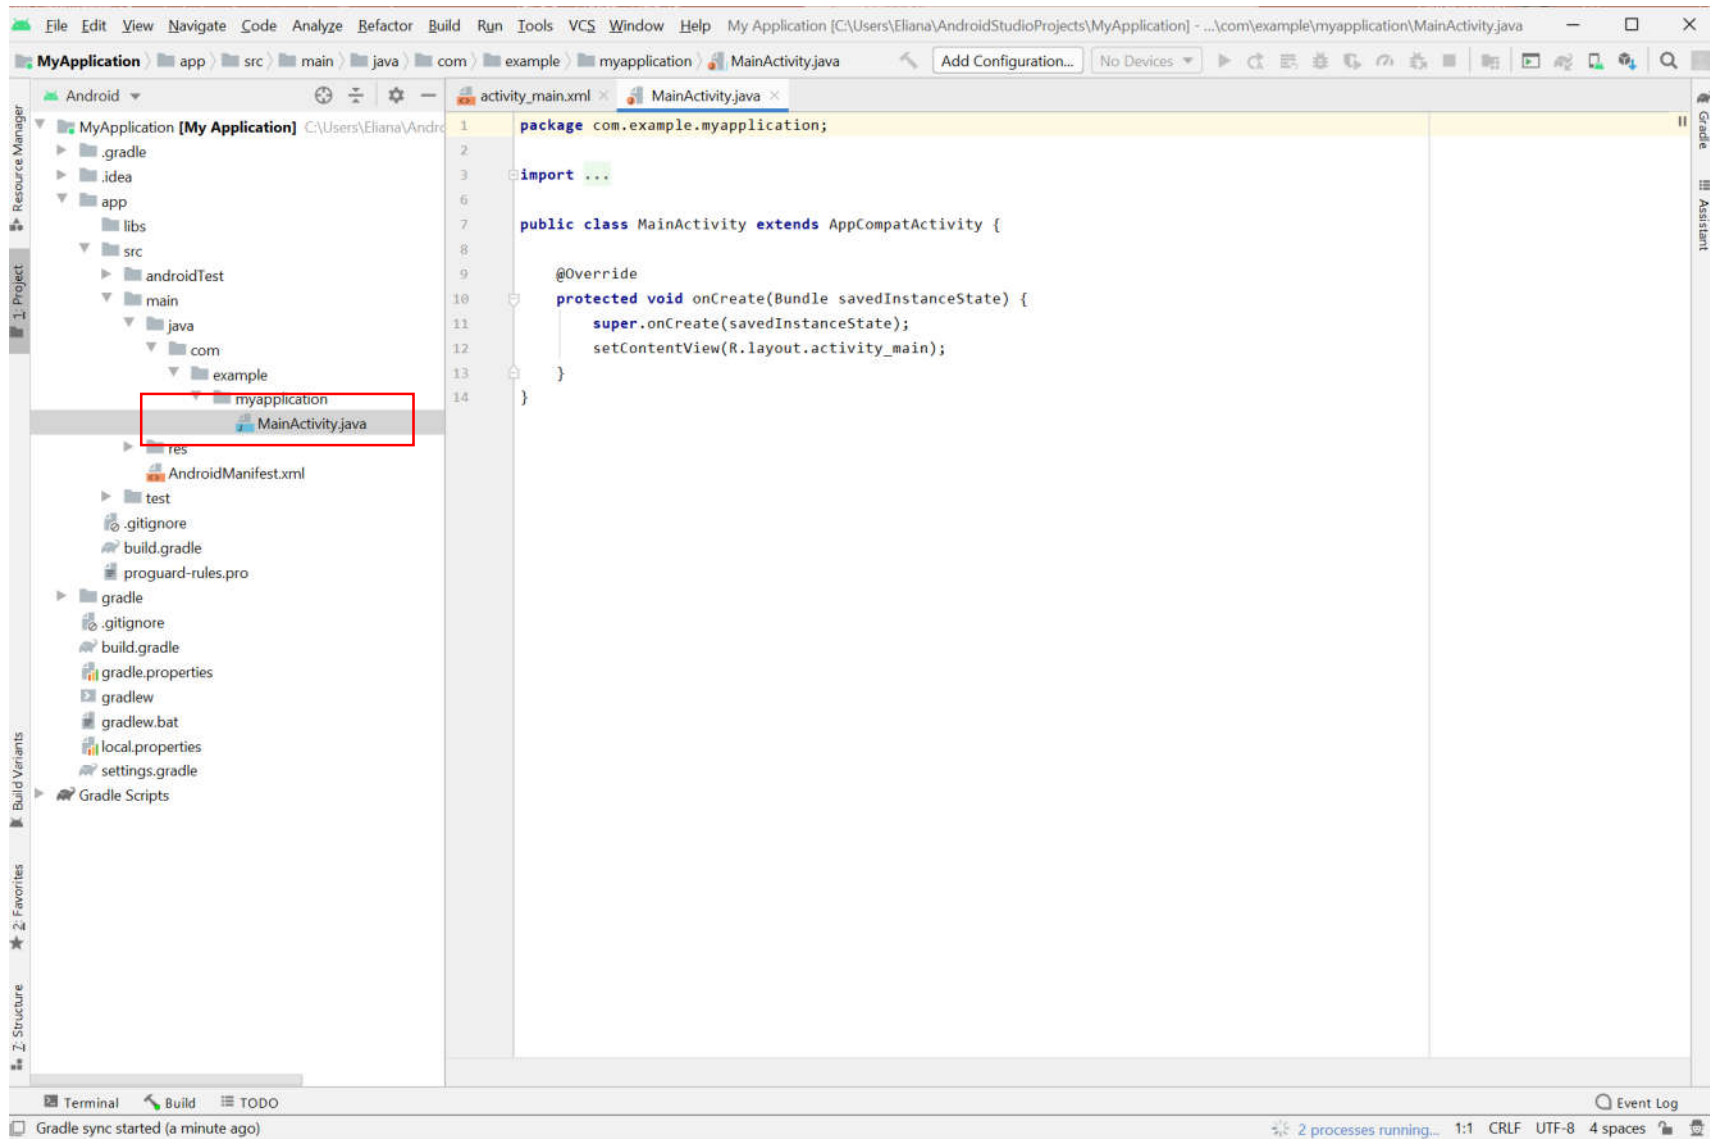 File Edit View Navigate Code Analyze Refactor Build Run Tools VCS Window Help My Application [C:\Users\Eliana\AndroidStudioProjects\MyApplication] - ...\com\example\myapplication\MainActivity.java
MyApplication app src main java com example myapplication MainActivity.java Add Configuration... No Devices
Android
activity_main.xml MainActivity.java
Resource Manager
1: Project
Build Variants
2: Favorites
7: Structure
MyApplication [My Application] C:\Users\Eliana\Andro
.gradle
.idea
app
libs
src
androidTest
main
java
com
example
myapplication
MainActivity.java
res
AndroidManifest.xml
test
.gitignore
build.gradle
proguard-rules.pro
gradle
.gitignore
build.gradle
gradle.properties
gradlew
gradlew.bat
local.properties
settings.gradle
Gradle Scripts
1 package com.example.myapplication;
2
3 import ...
6
7 public class MainActivity extends AppCompatActivity {
8
9 @Override
10 protected void onCreate(Bundle savedInstanceState) {
11 super.onCreate(savedInstanceState);
12 setContentView(R.layout.activity_main);
13 }
14 }
Gradle
Assistant
Terminal Build TODO Event Log
Gradle sync started (a minute ago) 2 processes running... 1:1 CRLF UTF-8 4 spaces